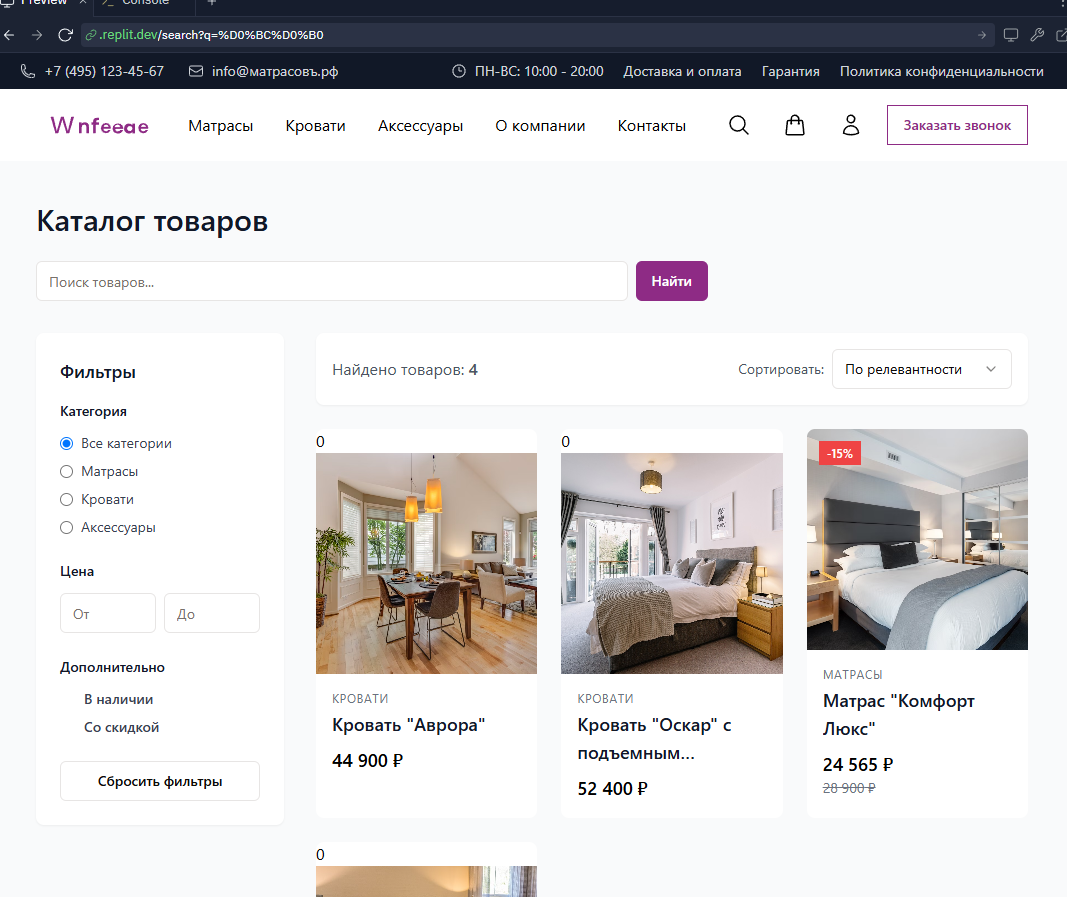 Preview × Console +
.replit.dev/search?q=%D0%BC%D0%B0
+7 (495) 123-45-67 info@матрасовъ.рф ПН-ВС: 10:00 - 20:00 Доставка и оплата Гарантия Политика конфиденциальности
W nfeeae Матрасы Кровати Аксессуары О компании Контакты Заказать звонок
Каталог товаров
Поиск товаров... Найти
Фильтры
Категория
Все категории
Матрасы
Кровати
Аксессуары
Цена
От До
Дополнительно
В наличии
Со скидкой
Сбросить фильтры
Найдено товаров: 4 Сортировать: По релевантности
0
КРОВАТИ
Кровать "Аврора"
44 900 ₽
0
КРОВАТИ
Кровать "Оскар" с
подъемным...
52 400 ₽
-15%
МАТРАСЫ
Матрас "Комфорт
Люкс"
24 565 ₽
28 900 ₽
0